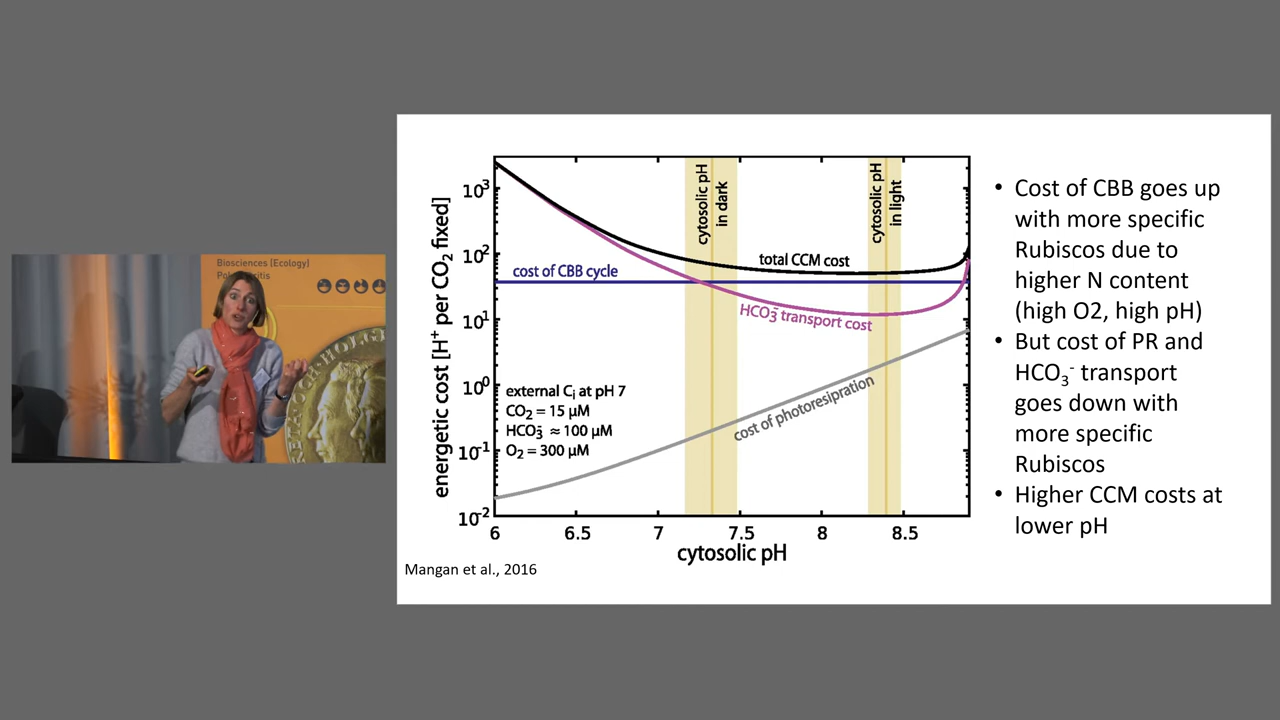 Biosciences [Ecology]
10³
10²
10¹
10⁰
10⁻¹
10⁻²
energetic cost [H⁺ per CO₂ fixed]
cytosolic pH
in dark
cytosolic pH
in light
total CCM cost
cost of CBB cycle
HCO₃⁻ transport cost
cost of photoresipration
external Cᵢ at pH 7
CO₂ = 15 μM
HCO₃⁻ ≈ 100 μM
O₂ = 300 μM
6 6.5 7 7.5 8 8.5
cytosolic pH
Mangan et al., 2016
• Cost of CBB goes up
with more specific
Rubiscos due to
higher N content
(high O2, high pH)
• But cost of PR and
HCO₃⁻ transport
goes down with
more specific
Rubiscos
• Higher CCM costs at
lower pH